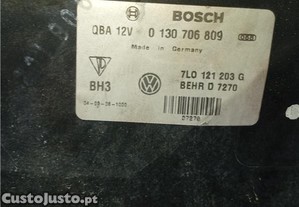 BOSCH
QBA 12V 0 130 706 809
Made in Germany
7L0 121 203 G
BH3
BEHR D 7270
CustoJusto.pt